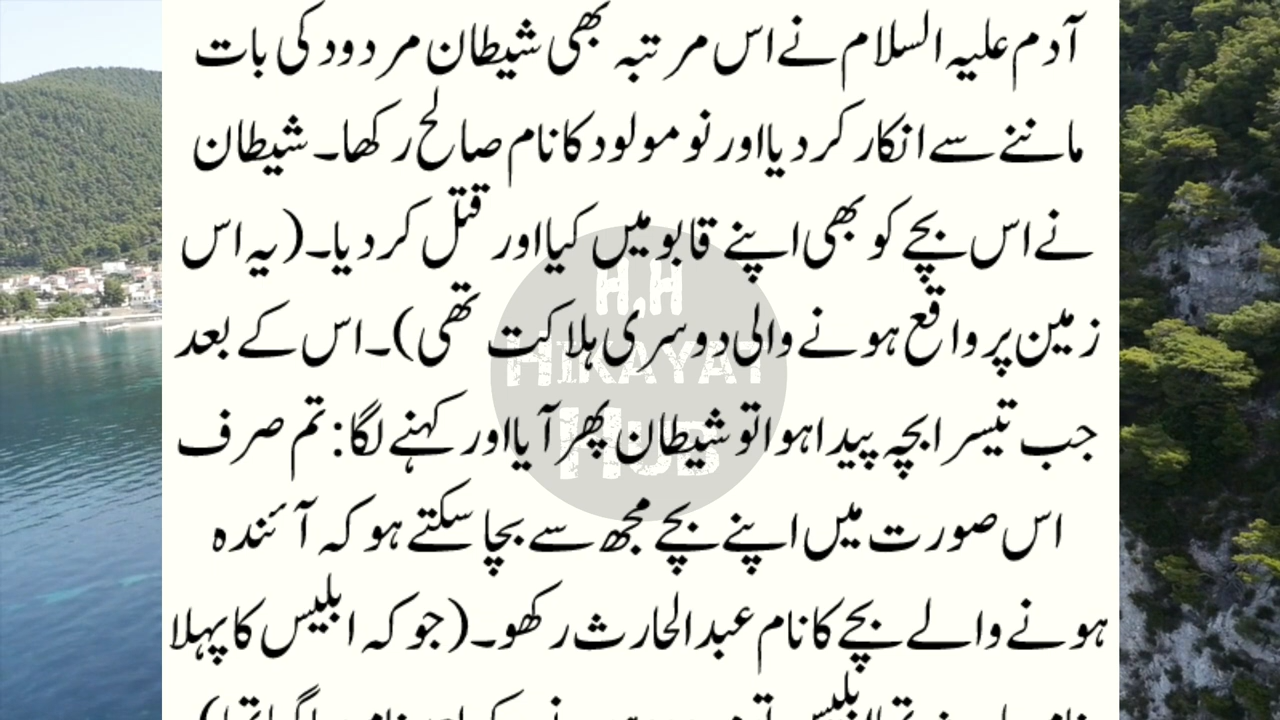 آدم علیہ السلام نے اس مرتبہ بھی شیطان مردود کی بات
ماننے سے انکار کر دیا اور نو مولود کا نام صالح رکھا۔ شیطان
نے اس بچے کو بھی اپنے قابو میں کیا اور قتل کر دیا۔ (یہ اس
زمین پر واقع ہونے والی دوسری ہلاکت تھی)۔ اس کے بعد
جب تیسرا بچہ پیدا ہوا تو شیطان پھر آیا اور کہنے لگا: تم صرف
اس صورت میں اپنے بچے مجھ سے بچا سکتے ہو کہ آئندہ
ہونے والے بچے کا نام عبد الحارث رکھو۔ (جو کہ ابلیس کا پہلا
H.H
HIKAYAT
HUB